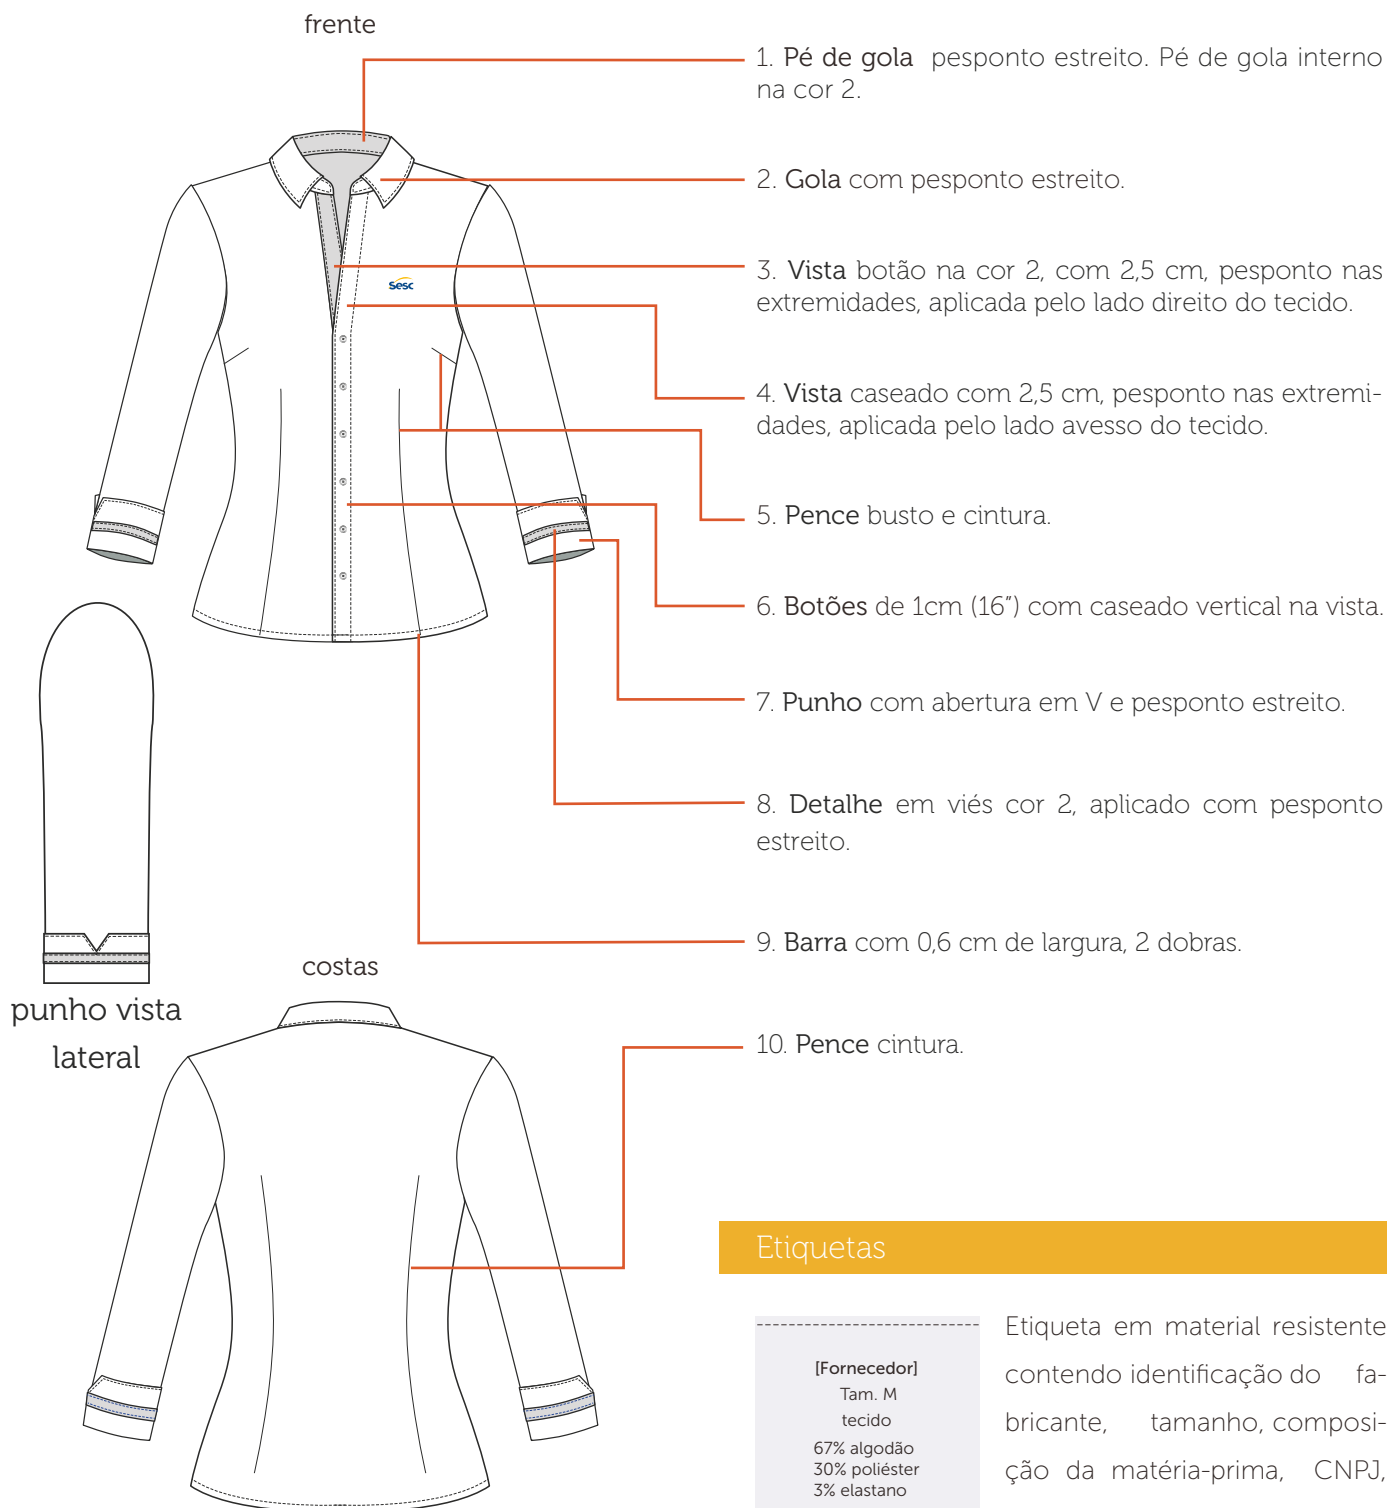 frente
1. Pé de gola pesponto estreito. Pé de gola interno
na cor 2.
2. Gola com pesponto estreito.
Sesc
3. Vista botão na cor 2, com 2,5 cm, pesponto nas
extremidades, aplicada pelo lado direito do tecido.
4. Vista caseado com 2,5 cm, pesponto nas extremi-
dades, aplicada pelo lado avesso do tecido.
5. Pence busto e cintura.
6. Botões de 1cm (16”) com caseado vertical na vista.
7. Punho com abertura em V e pesponto estreito.
8. Detalhe em viés cor 2, aplicado com pesponto
estreito.
9. Barra com 0,6 cm de largura, 2 dobras.
punho vista
lateral
costas
10. Pence cintura.
Etiquetas
[Fornecedor]
Tam. M
tecido
67% algodão
30% poliéster
3% elastano
Etiqueta em material resistente
contendo identificação do fa-
bricante, tamanho, composi-
ção da matéria-prima, CNPJ,